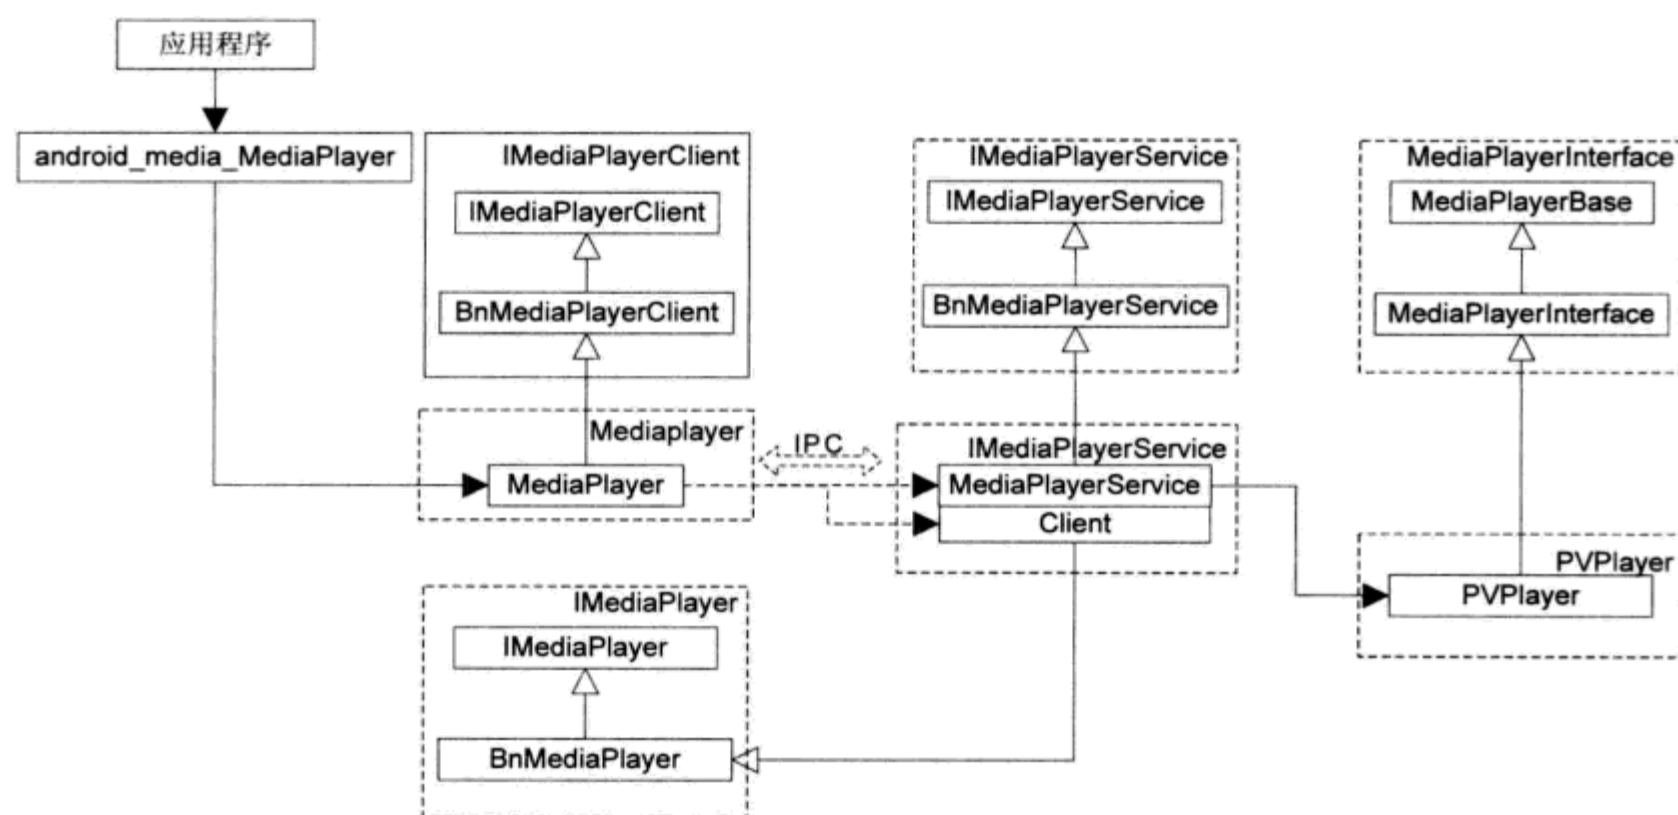 应用程序
android_media_MediaPlayer
IMediaPlayerClient
IMediaPlayerClient
BnMediaPlayerClient
IMediaPlayerService
IMediaPlayerService
BnMediaPlayerService
MediaPlayerInterface
MediaPlayerBase
MediaPlayerInterface
Mediaplayer
MediaPlayer
IPC
IMediaPlayerService
MediaPlayerService
Client
PVPlayer
PVPlayer
IMediaPlayer
IMediaPlayer
BnMediaPlayer